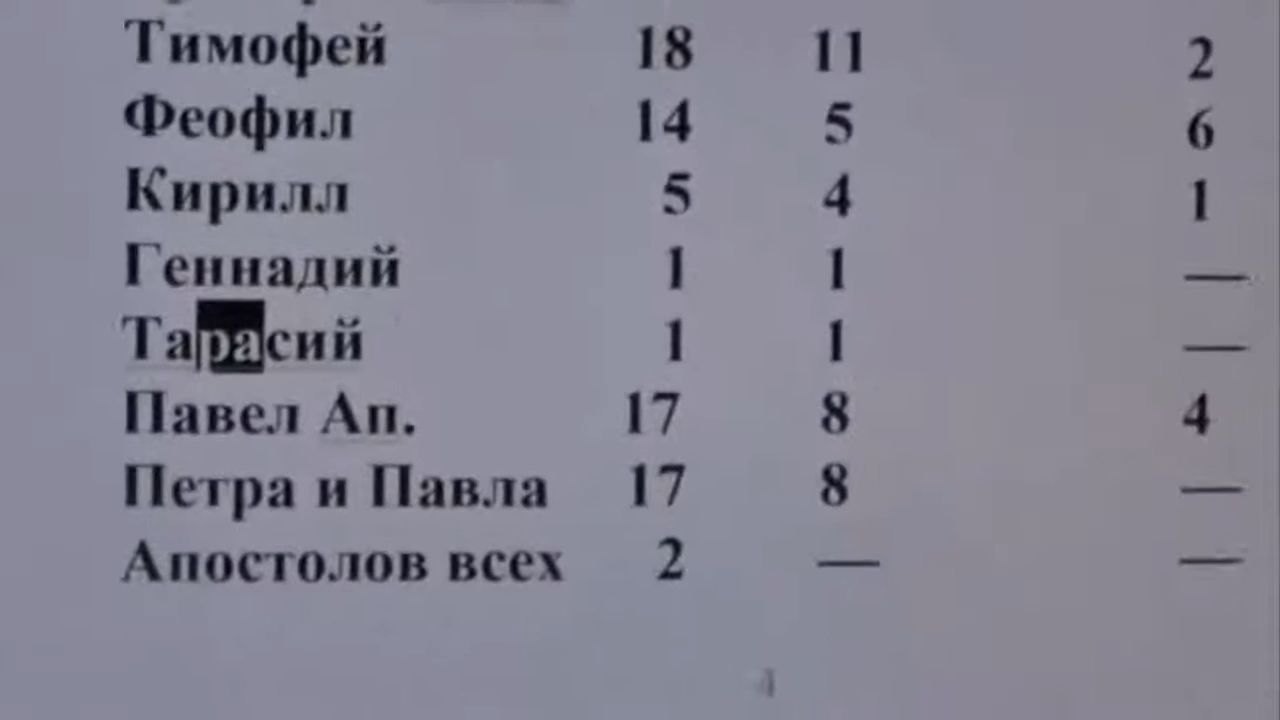 Тимофей 18 11 2
Феофил 14 5 6
Кирилл 5 4 1
Геннадий 1 1 —
Тарасий 1 1 —
Павел Ап. 17 8 4
Петра и Павла 17 8 —
Апостолов всех 2 — —
4